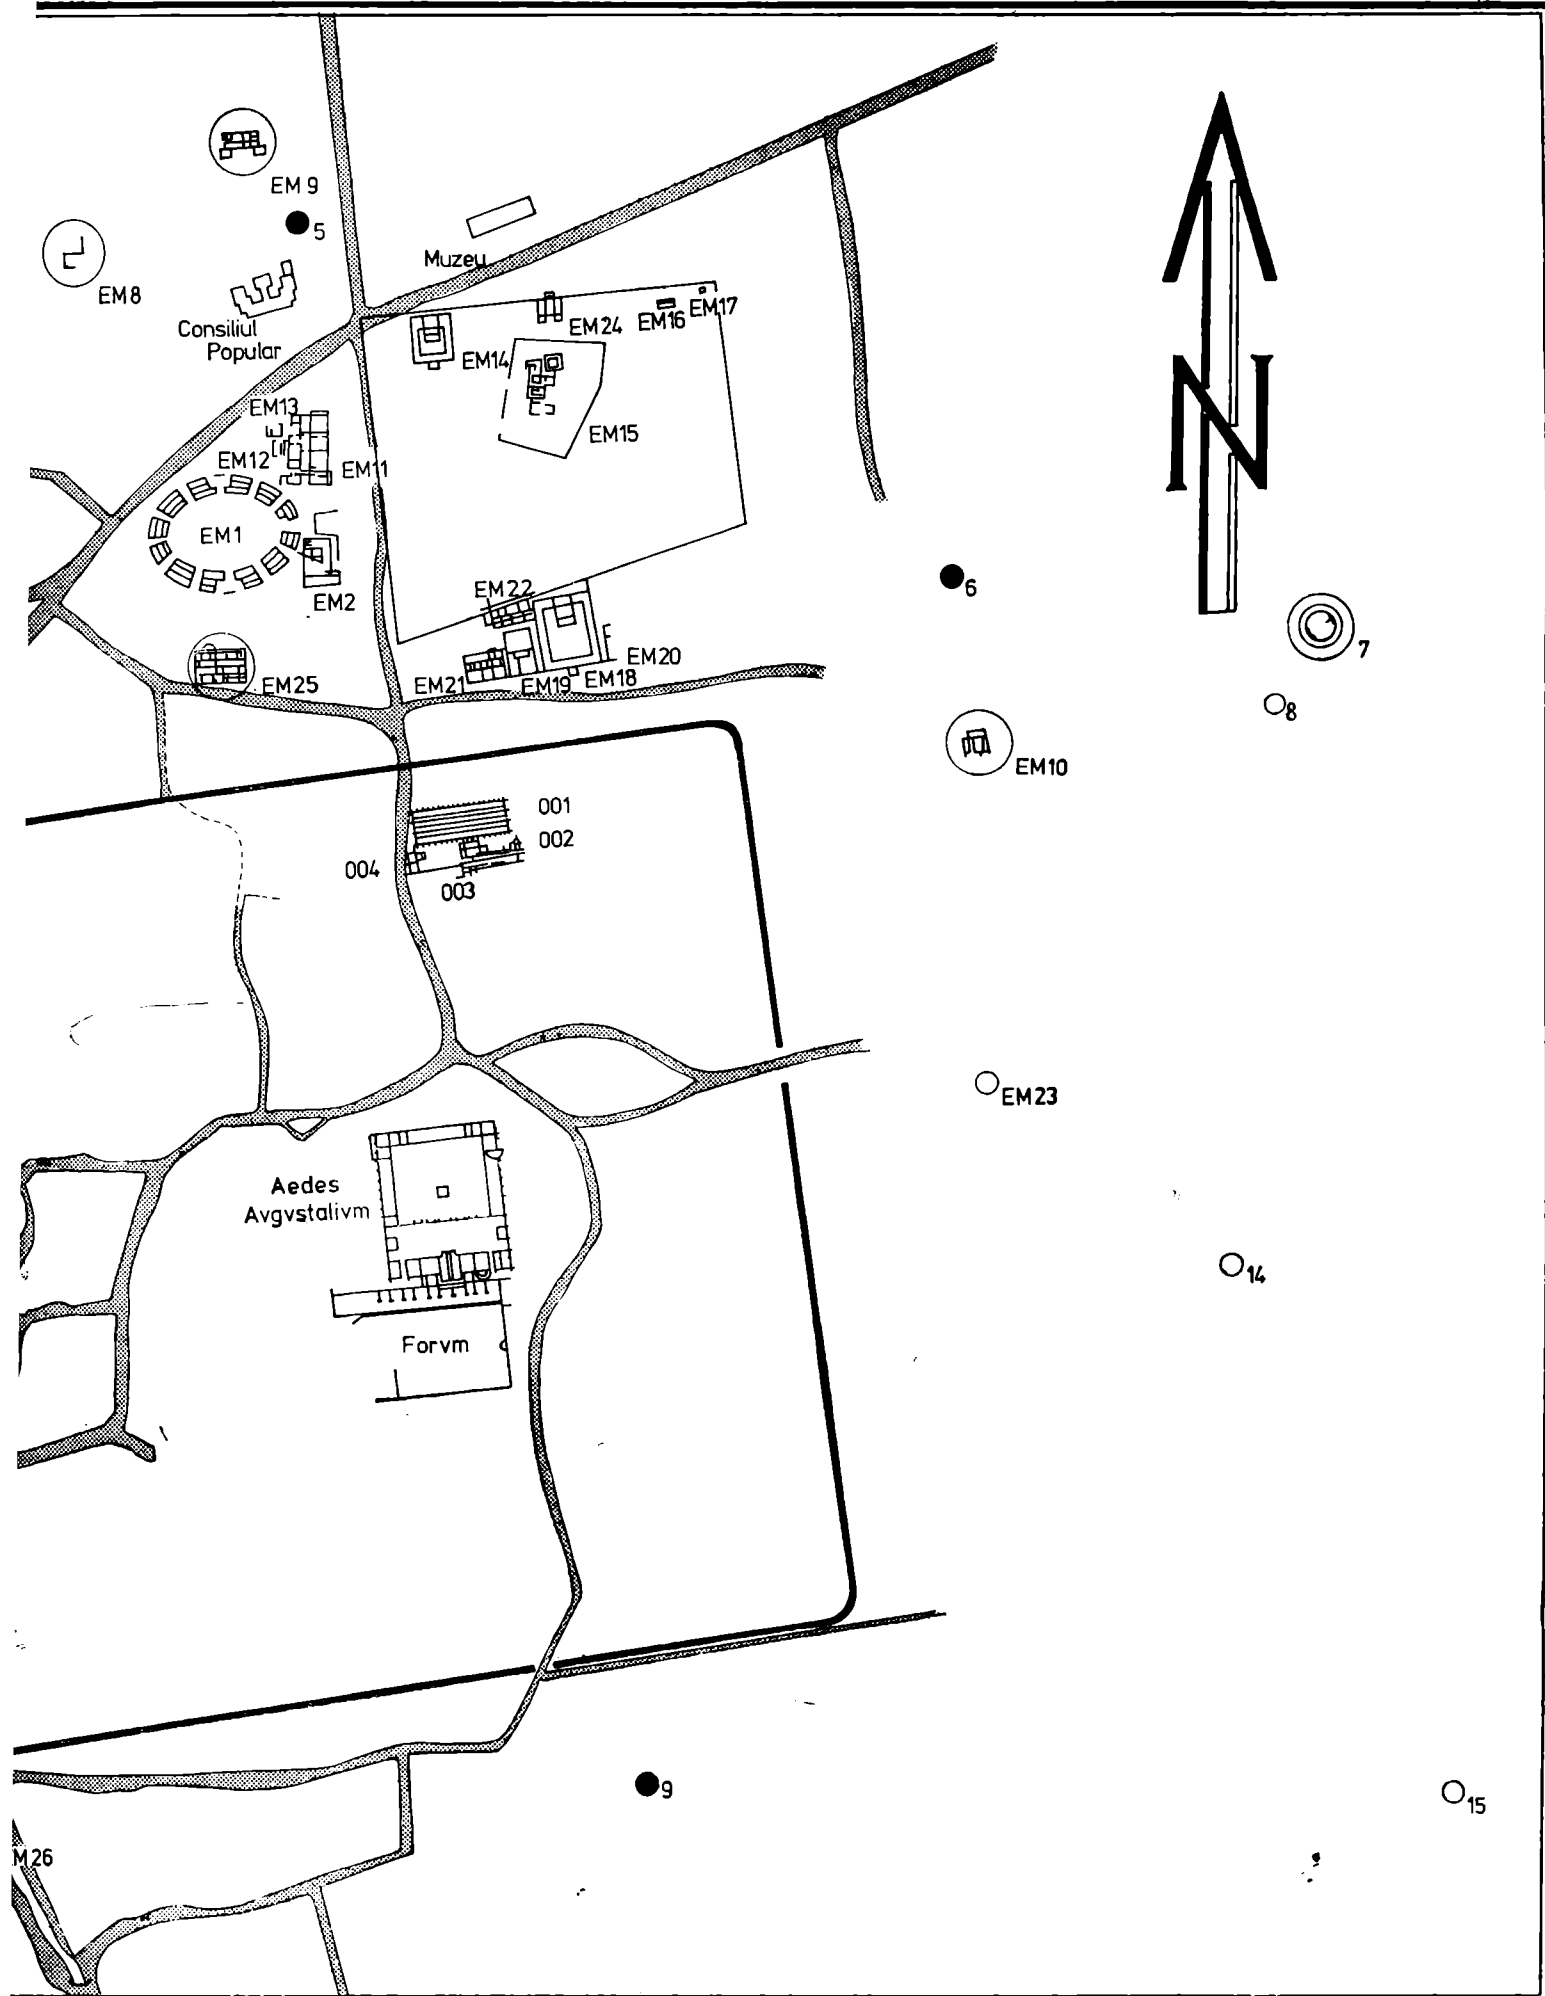 EM 9
5
EM8
Muzeu
Consiliul
Popular
EM17
EM16
EM24
EM14
EM13
EM15
EM12
EM11
EM1
N
EM2
EM22
6
7
EM20
EM21
EM19
EM18
EM25
8
EM10
001
002
004
003
EM23
Aedes
Avgvstalivm
14
Forvm
9
15
M26